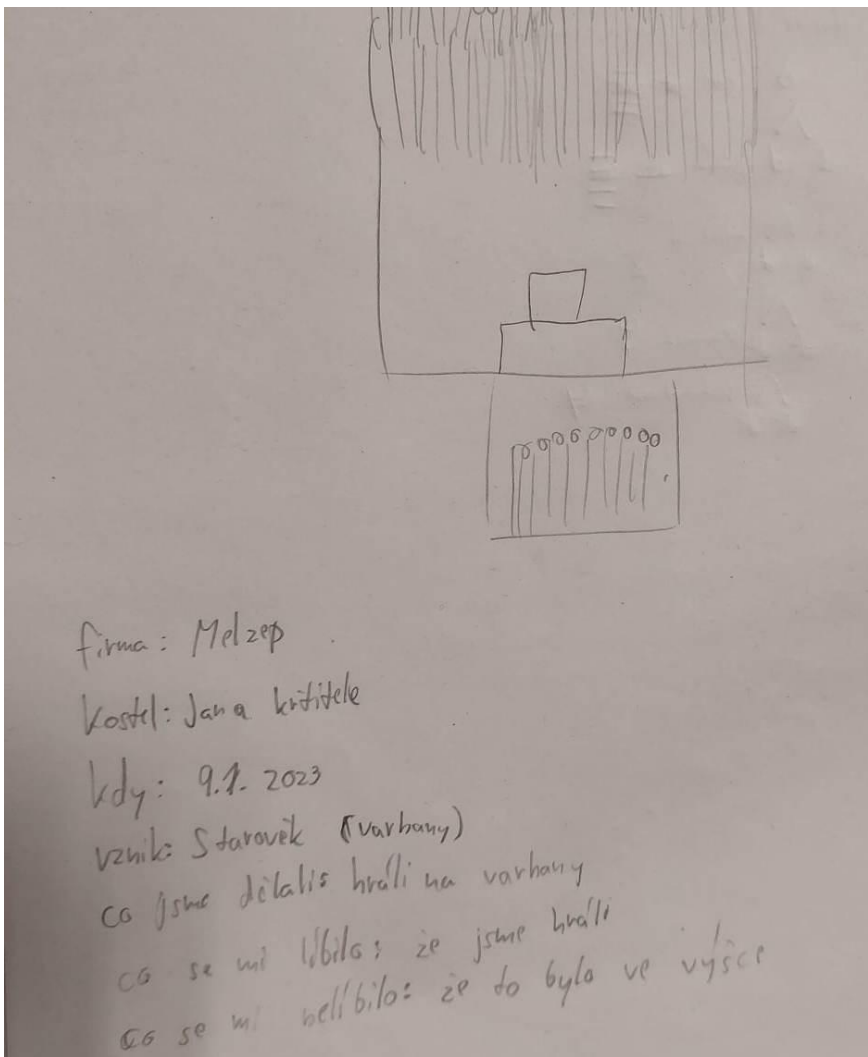 firma: Melzep
kostel: Jana křtitele
kdy: 9.1. 2023
vznik: Starověk (varhany)
co jsme dělali: hráli na varhany
co se mi líbilo: že jsme hráli
co se mi nelíbilo: že to bylo ve výšce